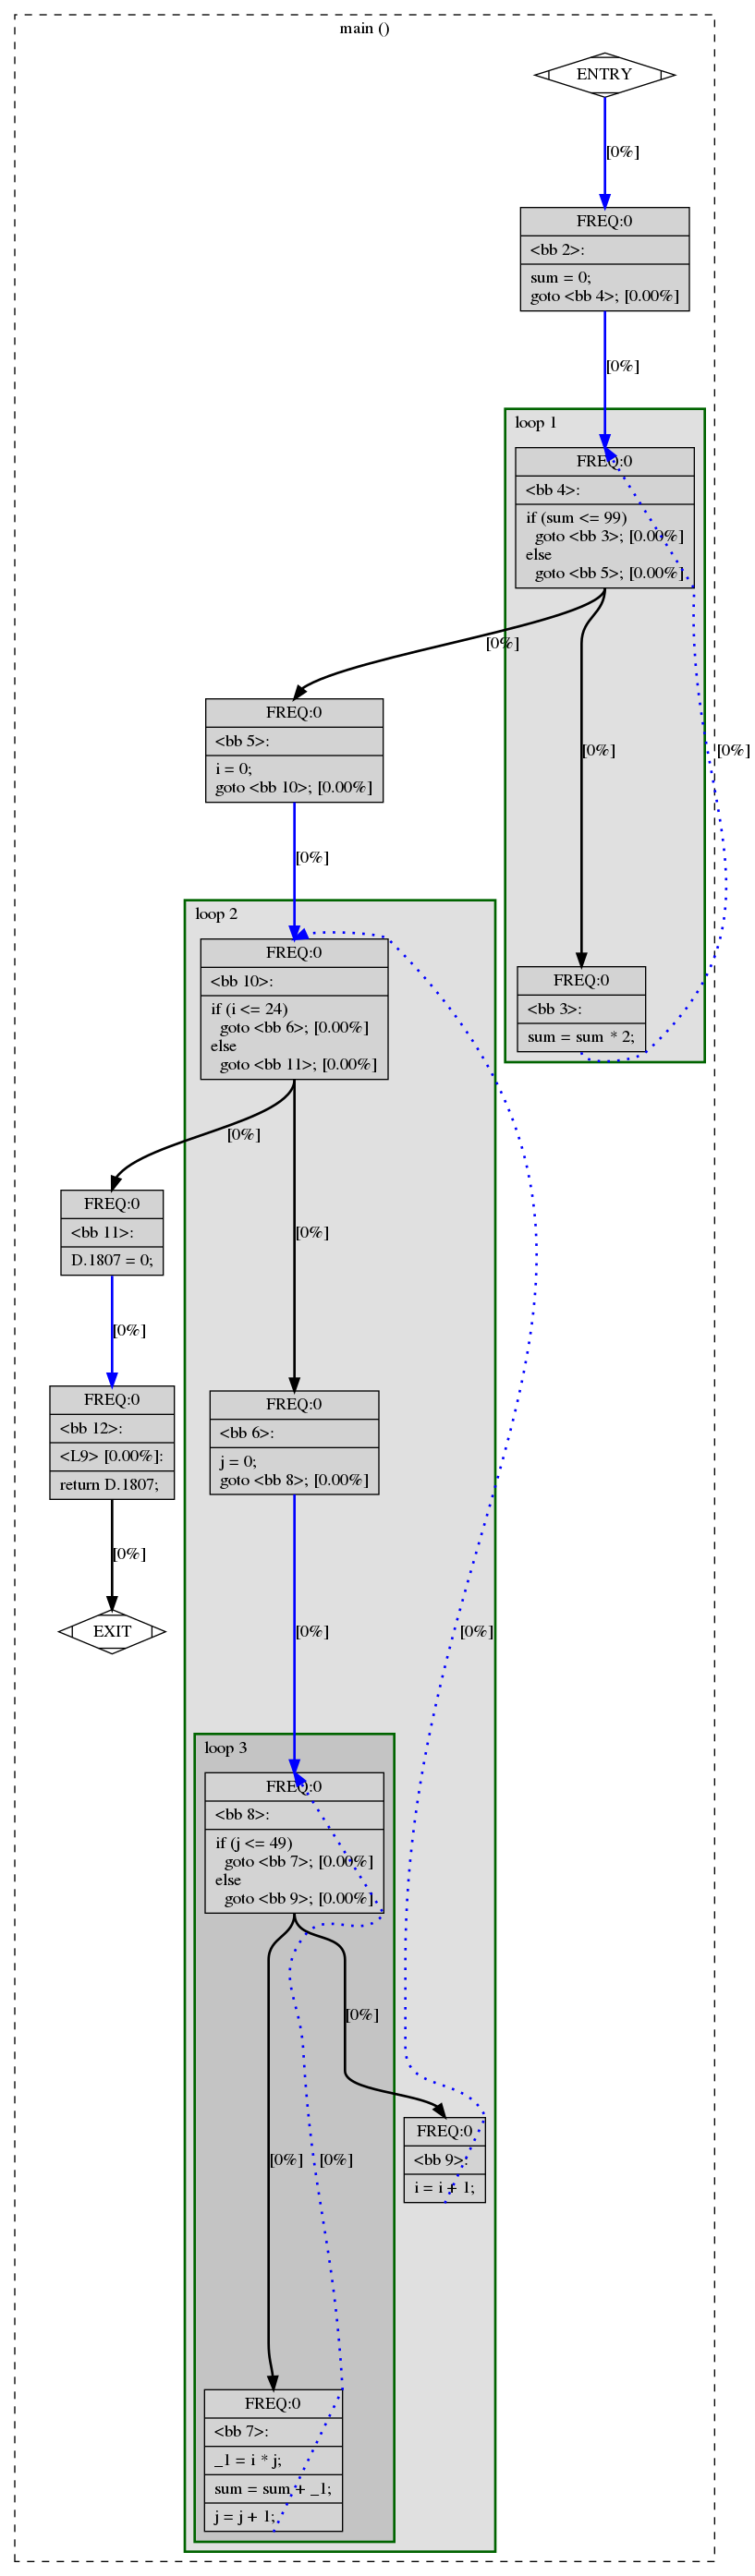 main ()
ENTRY
[0%]
FREQ:0
<bb 2>:
sum = 0;
goto <bb 4>; [0.00%]
[0%]
loop 1
FREQ:0
<bb 4>:
if (sum <= 99)
goto <bb 3>; [0.00%]
else
goto <bb 5>; [0.00%]
[0%]
[0%]
[0%]
FREQ:0
<bb 3>:
sum = sum * 2;
FREQ:0
<bb 5>:
i = 0;
goto <bb 10>; [0.00%]
[0%]
loop 2
FREQ:0
<bb 10>:
if (i <= 24)
goto <bb 6>; [0.00%]
else
goto <bb 11>; [0.00%]
[0%]
[0%]
FREQ:0
<bb 11>:
D.1807 = 0;
[0%]
FREQ:0
<bb 12>:
<L9> [0.00%]:
return D.1807;
[0%]
EXIT
FREQ:0
<bb 6>:
j = 0;
goto <bb 8>; [0.00%]
[0%]
[0%]
loop 3
FREQ:0
<bb 8>:
if (j <= 49)
goto <bb 7>; [0.00%]
else
goto <bb 9>; [0.00%]
[0%]
[0%]
[0%]
FREQ:0
<bb 9>:
i = i + 1;
FREQ:0
<bb 7>:
_1 = i * j;
sum = sum + _1;
j = j + 1;